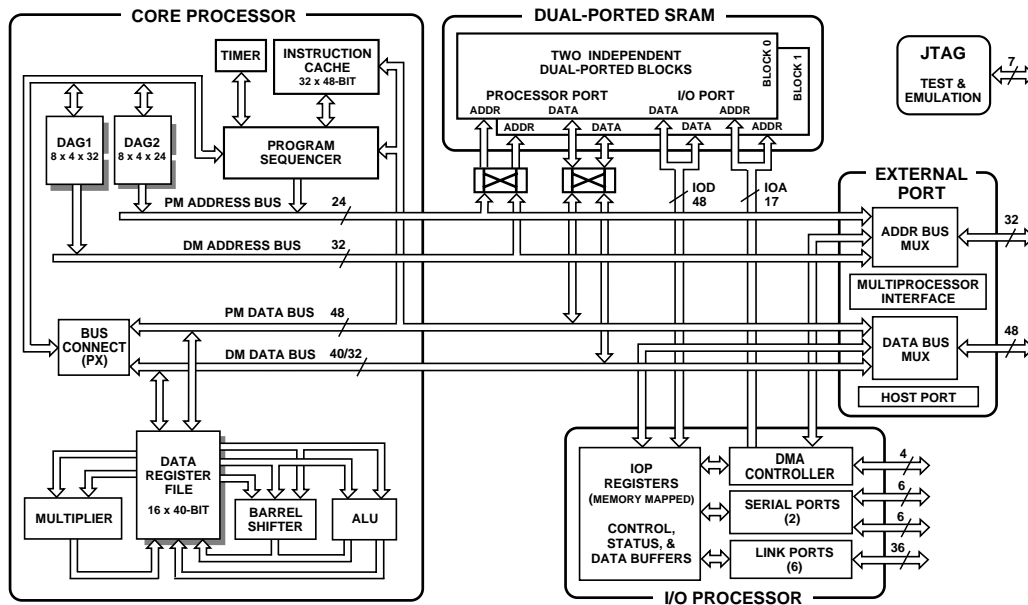 CORE PROCESSOR
TIMER
INSTRUCTION
CACHE
32 x 48-BIT
DAG1
8 x 4 x 32
DAG2
8 x 4 x 24
PROGRAM
SEQUENCER
PM ADDRESS BUS
24
DM ADDRESS BUS
32
PM DATA BUS
48
DM DATA BUS
40/32
BUS
CONNECT
(PX)
DATA
REGISTER
FILE
16 x 40-BIT
MULTIPLIER
BARREL
SHIFTER
ALU
DUAL-PORTED SRAM
TWO INDEPENDENT
DUAL-PORTED BLOCKS
BLOCK 0
BLOCK 1
PROCESSOR PORT
I/O PORT
ADDR
DATA
DATA
ADDR
ADDR
DATA
DATA
ADDR
IOD
48
IOA
17
JTAG
TEST &
EMULATION
7
EXTERNAL
PORT
ADDR BUS
MUX
32
MULTIPROCESSOR
INTERFACE
DATA BUS
MUX
48
HOST PORT
IOP
REGISTERS
(MEMORY MAPPED)
CONTROL,
STATUS, &
DATA BUFFERS
DMA
CONTROLLER
4
SERIAL PORTS
(2)
6
6
LINK PORTS
(6)
36
I/O PROCESSOR